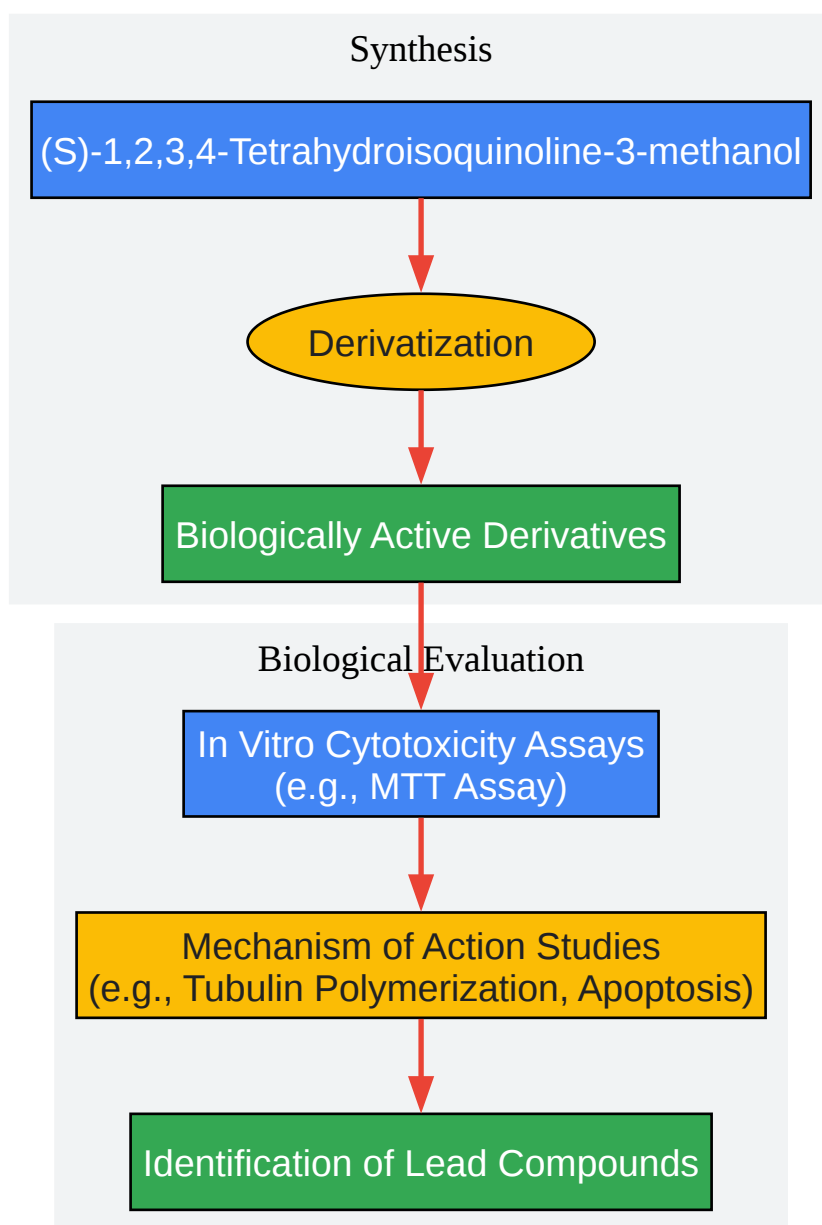 Synthesis
(S)-1,2,3,4-Tetrahydroisoquinoline-3-methanol
Derivatization
Biologically Active Derivatives
Biological Evaluation
In Vitro Cytotoxicity Assays
(e.g., MTT Assay)
Mechanism of Action Studies
(e.g., Tubulin Polymerization, Apoptosis)
Identification of Lead Compounds